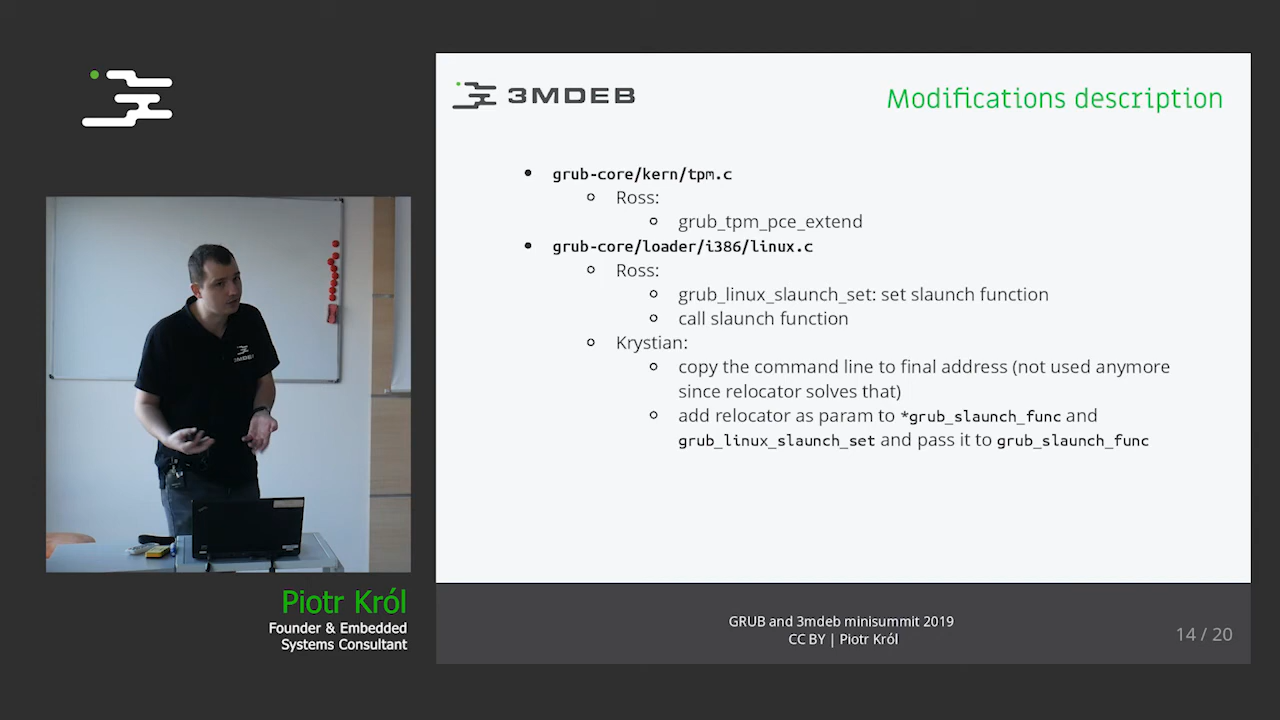 3MDEB
Modifications description
grub-core/kern/tpm.c
Ross:
grub_tpm_pce_extend
grub-core/loader/i386/linux.c
Ross:
grub_linux_slaunch_set: set slaunch function
call slaunch function
Krystian:
copy the command line to final address (not used anymore
since relocator solves that)
add relocator as param to *grub_slaunch_func and
grub_linux_slaunch_set and pass it to grub_slaunch_func
3MDEB
Piotr Król
Founder & Embedded
Systems Consultant
GRUB and 3mdeb minisummit 2019
CC BY | Piotr Król
14 / 20